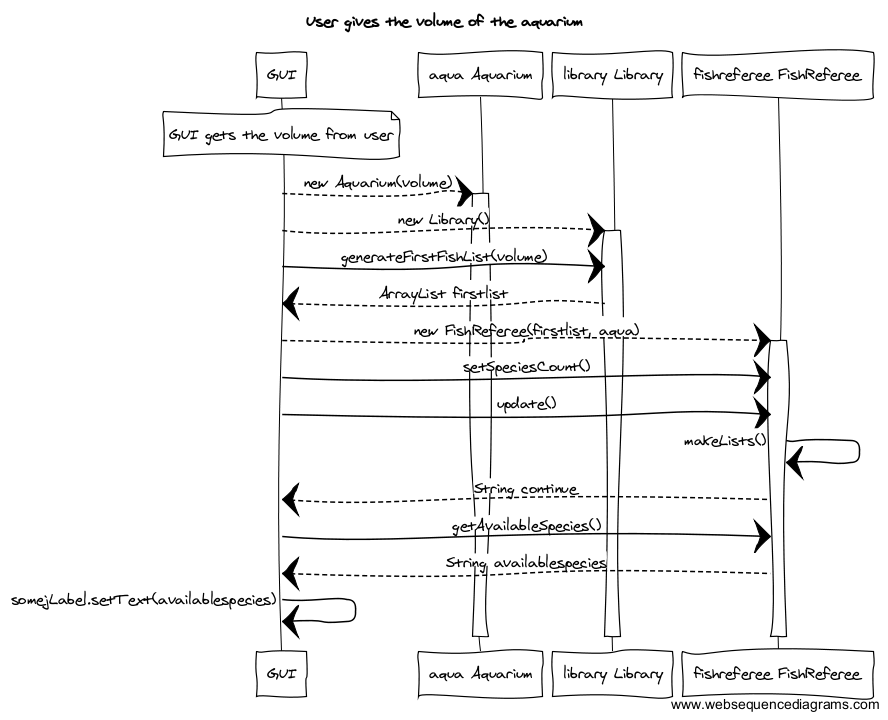 User gives the volume of the aquarium
GUI
aqua Aquarium
library Library
fishreferee FishReferee
GUI gets the volume from user
new Aquarium(volume)
new Library()
generateFirstFishList(volume)
ArrayList firstlist
new FishReferee(firstlist, aqua)
setSpeciesCount()
update()
makeLists()
String continue
getAvailableSpecies()
String availablespecies
somejLabel.setText(availablespecies)
GUI
aqua Aquarium
library Library
fishreferee FishReferee
www.websequencediagrams.com